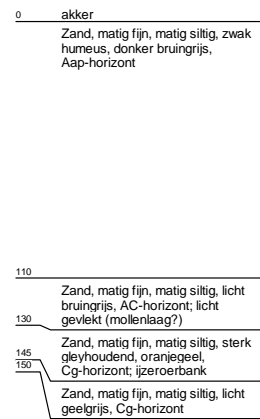 0 akker
Zand, matig fijn, matig siltig, zwak
humeus, donker bruingrijs,
Aap-horizont
110
Zand, matig fijn, matig siltig, licht
bruingrijs, AC-horizont; licht
130 gevlekt (mollenlaag?)
Zand, matig fijn, matig siltig, sterk
145 gleyhoudend, oranjegeel,
150 Cg-horizont; ijzeroerbank
Zand, matig fijn, matig siltig, licht
geelgrijs, Cg-horizont